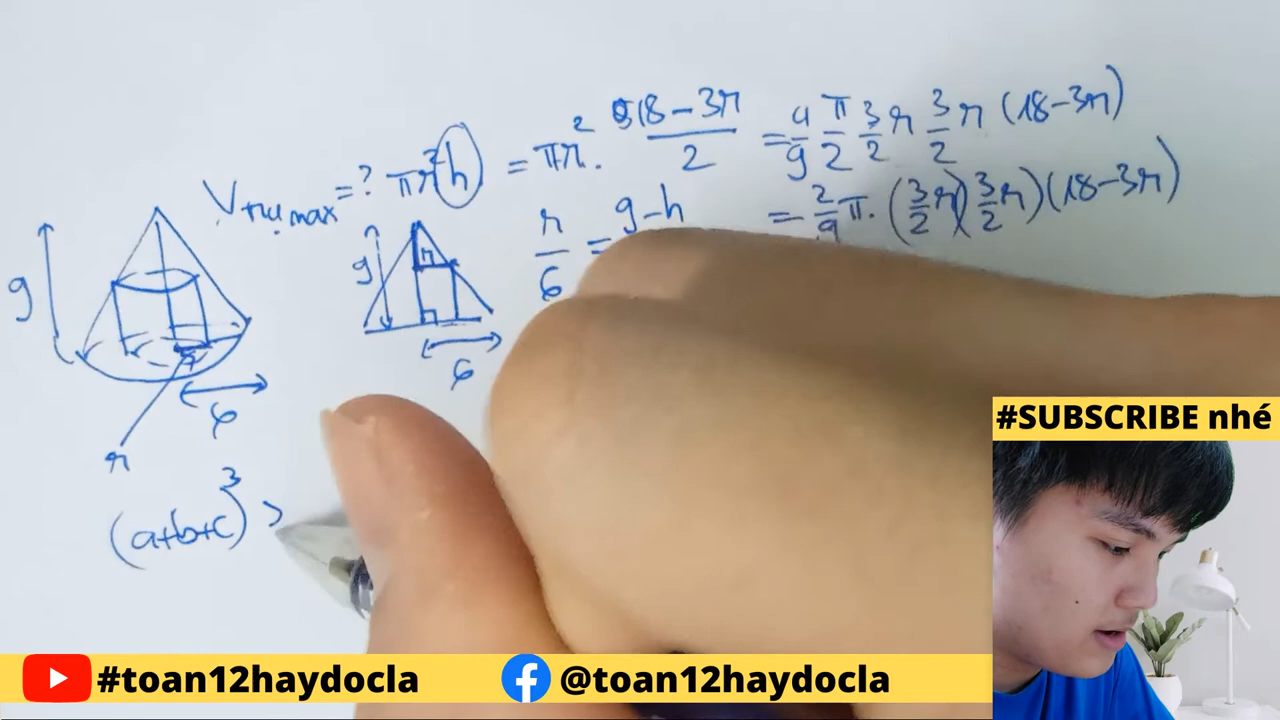 V trụ max = ? πr²h = πr². 18-3r/2 = 4/9 π/2 3/2 r 3/2 r (18-3r)
r/6 = 9-h
= 2/9 π. (3/2 r)(3/2 r)(18-3r)
9
6
r
9
r
6
(a+b+c)³ ≥
#SUBSCRIBE nhé
#toan12haydocla
@toan12haydocla